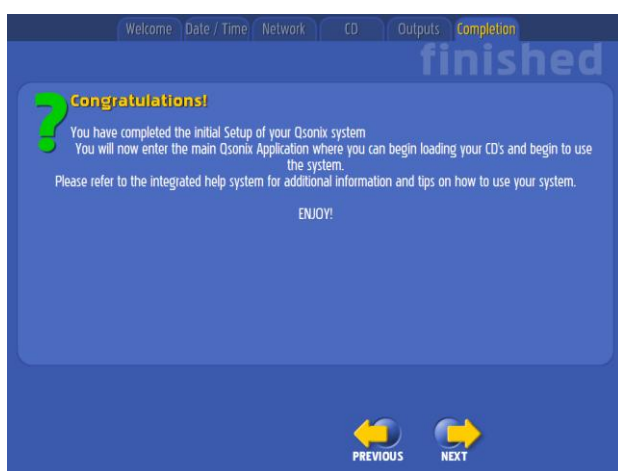 Welcome Date / Time Network CD Outputs Completion
finished
Congratulations!
You have completed the initial Setup of your Qsonix system
You will now enter the main Qsonix Application where you can begin loading your CD's and begin to use
the system.
Please refer to the integrated help system for additional information and tips on how to use your system.
ENJOY!
PREVIOUS NEXT